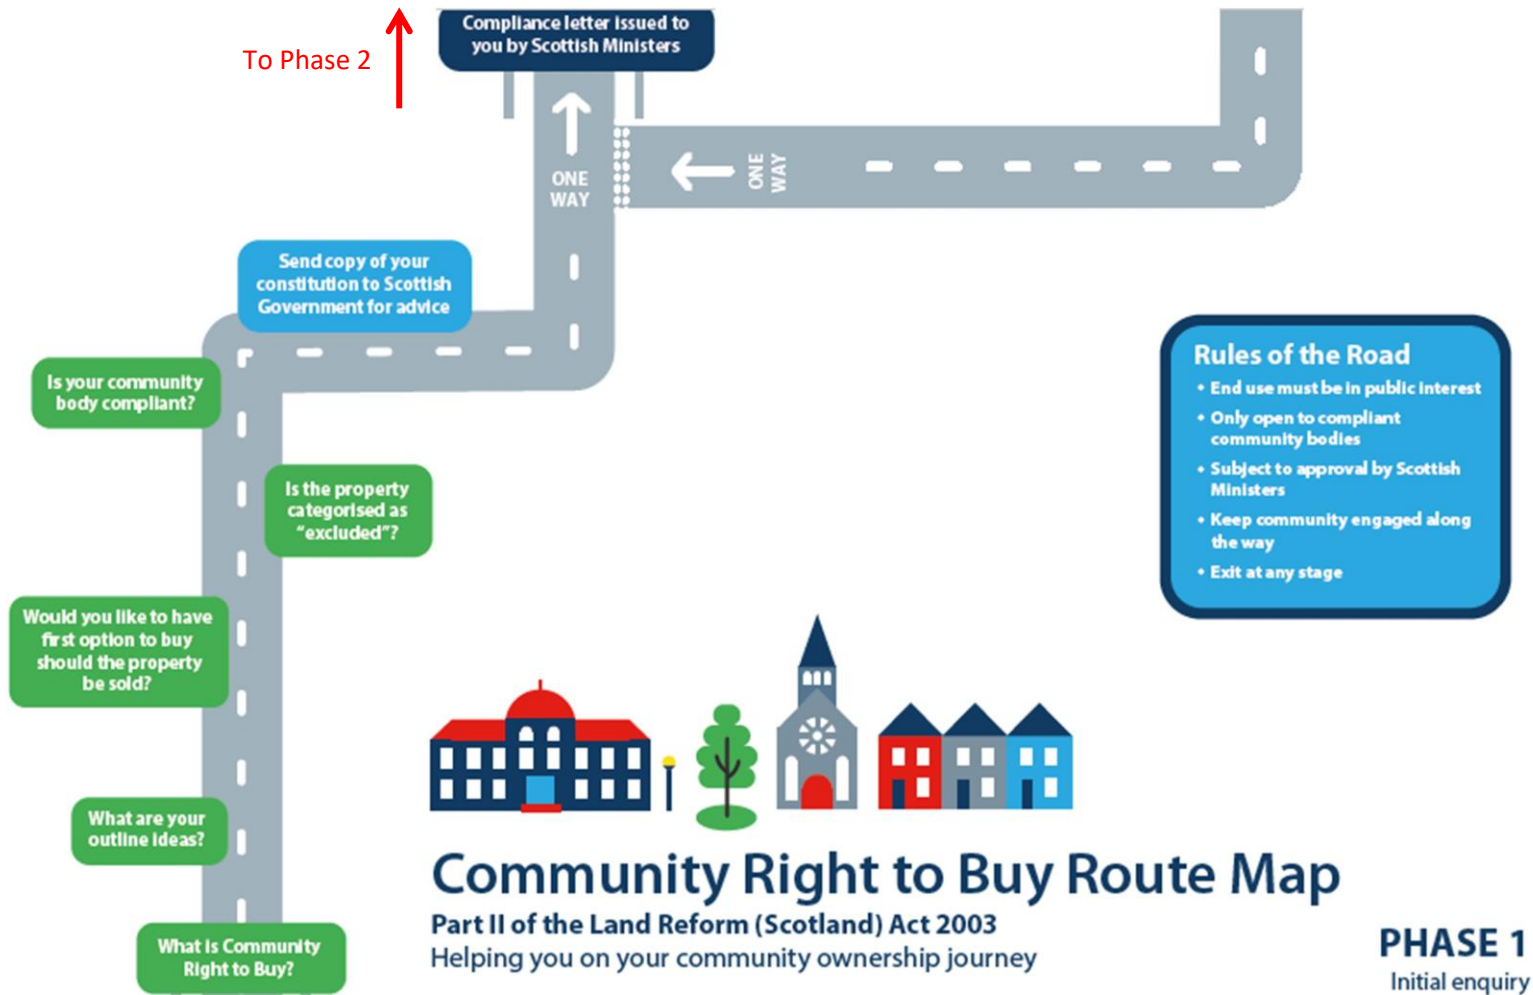 To Phase 2
Compliance letter issued to
you by Scottish Ministers
ONE
WAY
ONE
WAY
Send copy of your
constitution to Scottish
Government for advice
Is your community
body compliant?
Is the property
categorised as
“excluded”?
Would you like to have
first option to buy
should the property
be sold?
What are your
outline ideas?
What is Community
Right to Buy?
Rules of the Road
• End use must be in public interest
• Only open to compliant
community bodies
• Subject to approval by Scottish
Ministers
• Keep community engaged along
the way
• Exit at any stage
Community Right to Buy Route Map
Part II of the Land Reform (Scotland) Act 2003
Helping you on your community ownership journey
PHASE 1
Initial enquiry